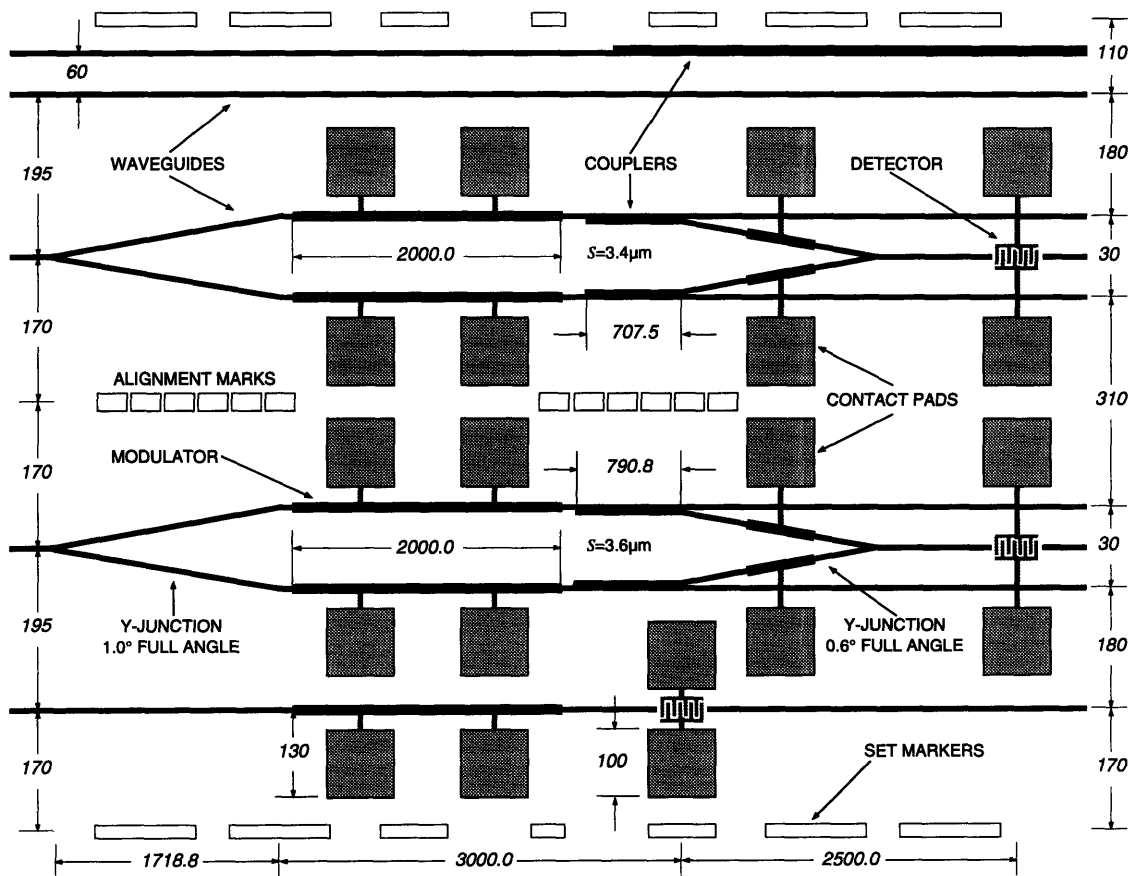 110
60
WAVEGUIDES
COUPLERS
DETECTOR
180
195
2000.0
S=3.4µm
30
170
707.5
ALIGNMENT MARKS
CONTACT PADS
310
MODULATOR
790.8
170
2000.0
S=3.6µm
30
Y-JUNCTION
1.0° FULL ANGLE
Y-JUNCTION
0.6° FULL ANGLE
195
180
130
100
SET MARKERS
170
170
1718.8
3000.0
2500.0